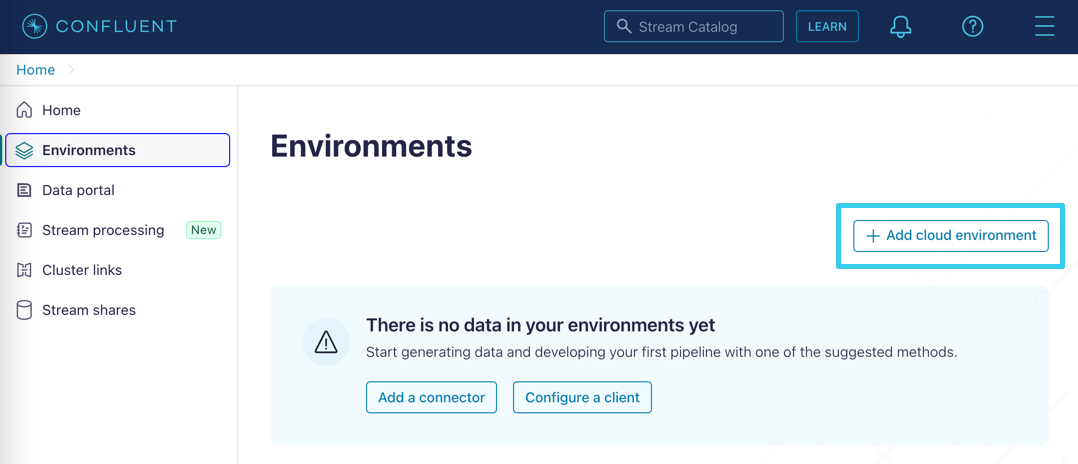 CONFLUENT
Stream Catalog
LEARN
Home
Home
Environments
Data portal
Stream processing New
Cluster links
Stream shares
Environments
Add cloud environment
There is no data in your environments yet
Start generating data and developing your first pipeline with one of the suggested methods.
Add a connector
Configure a client